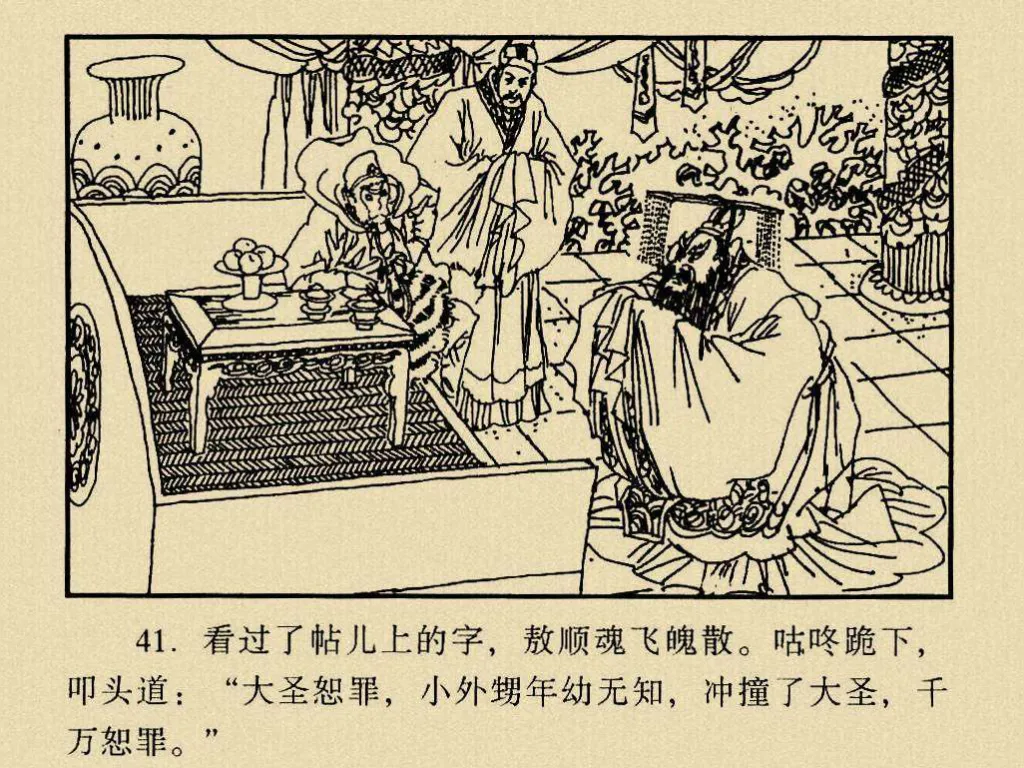 41. 看过了帖儿上的字，敖顺魂飞魄散。咕咚跪下，
叩头道：“大圣恕罪，小外甥年幼无知，冲撞了大圣，千
万恕罪。”